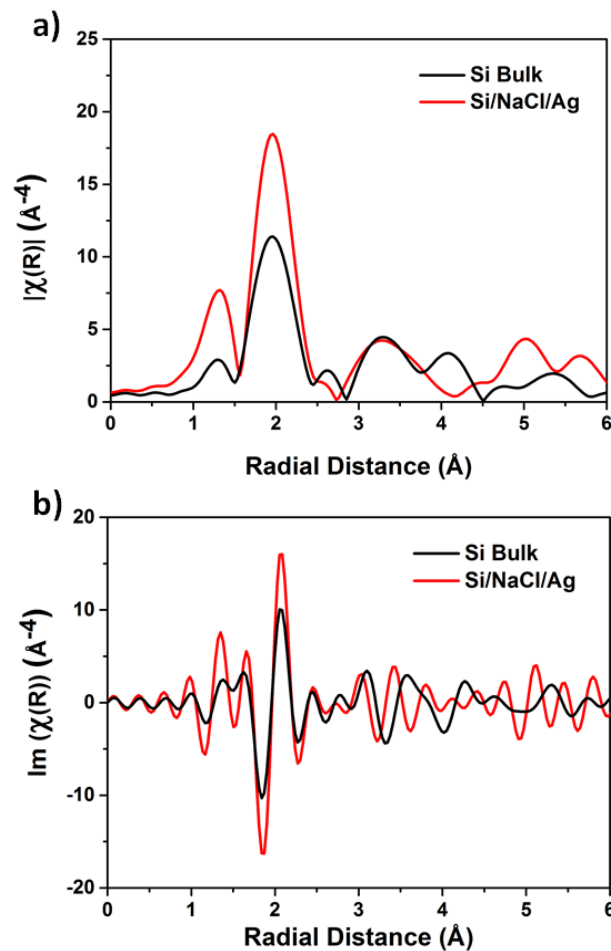 a)
25
20
15
10
5
0
|χ(R)| (Å⁻⁴)
Si Bulk
Si/NaCl/Ag
0 1 2 3 4 5 6
Radial Distance (Å)
b)
20
10
0
-10
-20
Im (χ(R)) (Å⁻⁴)
Si Bulk
Si/NaCl/Ag
0 1 2 3 4 5 6
Radial Distance (Å)